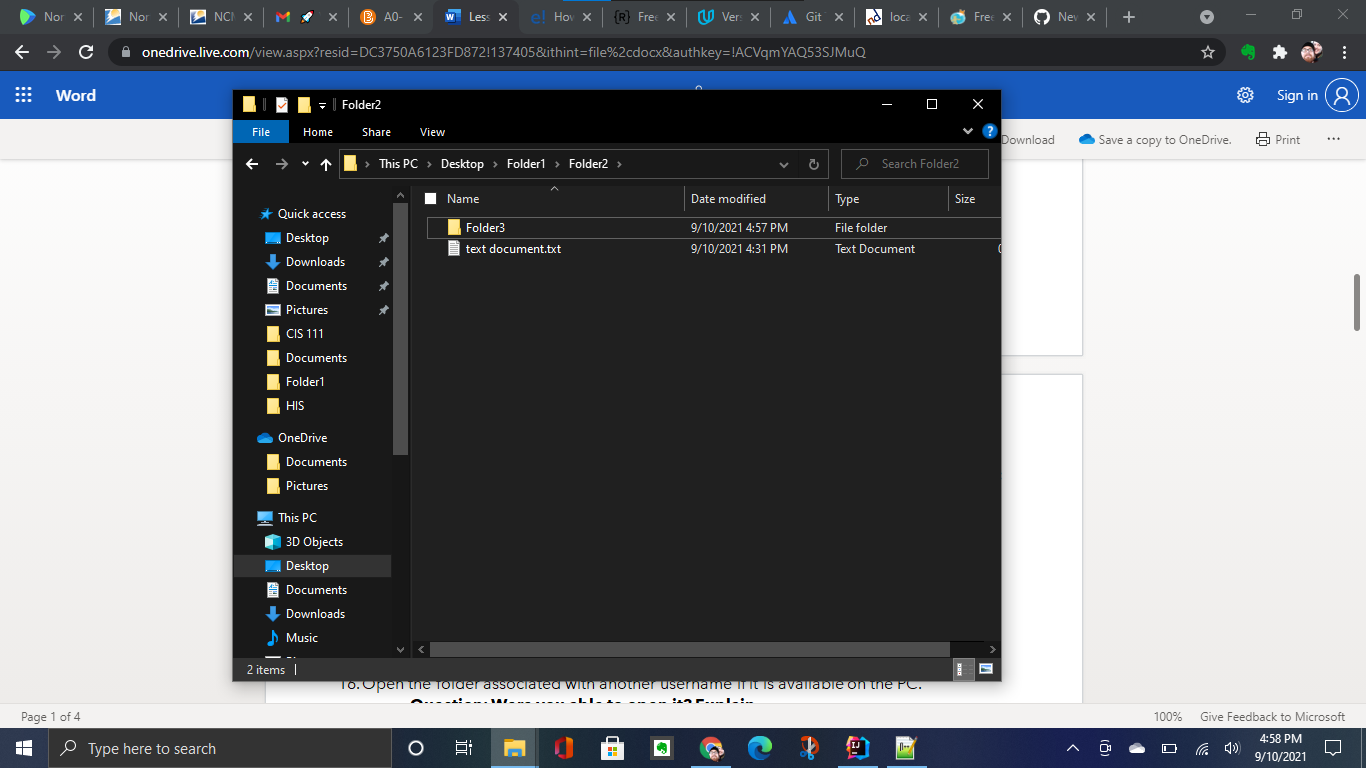 Nor
Nor
NCN
A0-
Less
How
Free
Vers
Git
loca
Free
New
onedrive.live.com/view.aspx?resid=DC3750A6123FD872!137405&ithint=file%2cdocx&authkey=!ACVqmYAQ53SJMuQ
Word
Sign in
Download
Save a copy to OneDrive.
Print
Folder2
File Home Share View
This PC > Desktop > Folder1 > Folder2 >
Search Folder2
Name Date modified Type Size
Folder3 9/10/2021 4:57 PM File folder
text document.txt 9/10/2021 4:31 PM Text Document
Quick access
Desktop
Downloads
Documents
Pictures
CIS 111
Documents
Folder1
HIS
OneDrive
Documents
Pictures
This PC
3D Objects
Desktop
Documents
Downloads
Music
2 items
16. Open the folder associated with another username if it is available on the PC.
Question: Were you able to open it? Explain
Page 1 of 4
100% Give Feedback to Microsoft
Type here to search
4:58 PM
9/10/2021